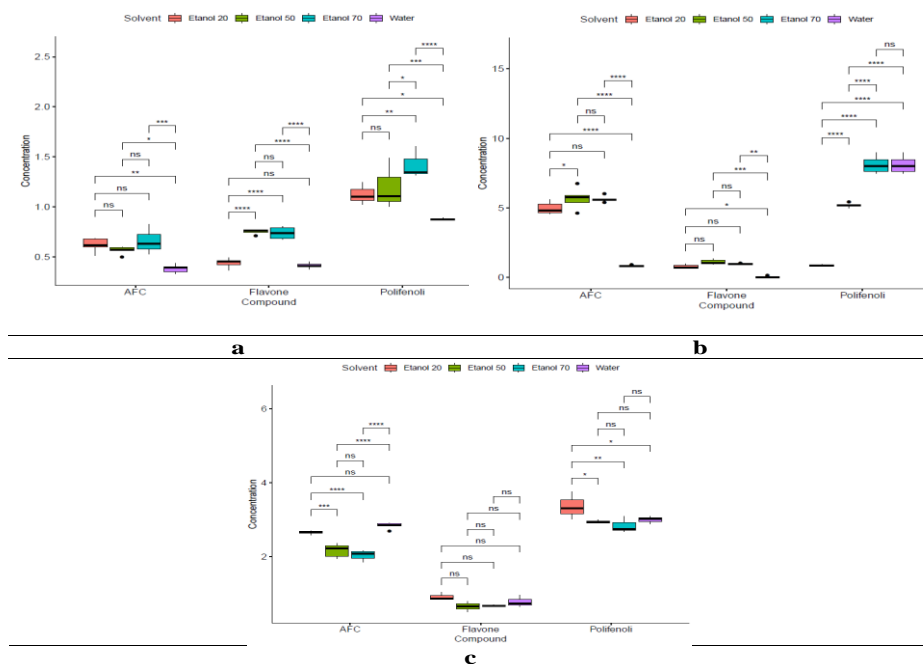 Solvent Etanol 20 Etanol 50 Etanol 70 Water
2.5
2.0
1.5
1.0
0.5
Concentration
****
***
*
*
**
ns
***
*
ns
**
ns
ns
****
****
ns
ns
****
****
AFC Flavone Polifenoli
Compound
a
Solvent Etanol 20 Etanol 50 Etanol 70 Water
15
10
5
0
Concentration
ns
****
****
****
****
****
****
****
ns
****
ns
*
**
***
ns
*
ns
ns
AFC Flavone Polifenoli
Compound
b
Solvent Etanol 20 Etanol 50 Etanol 70 Water
6
4
2
Concentration
ns
ns
ns
*
**
*
****
****
ns
ns
****
***
ns
ns
ns
ns
ns
ns
AFC Flavone Polifenoli
Compound
c